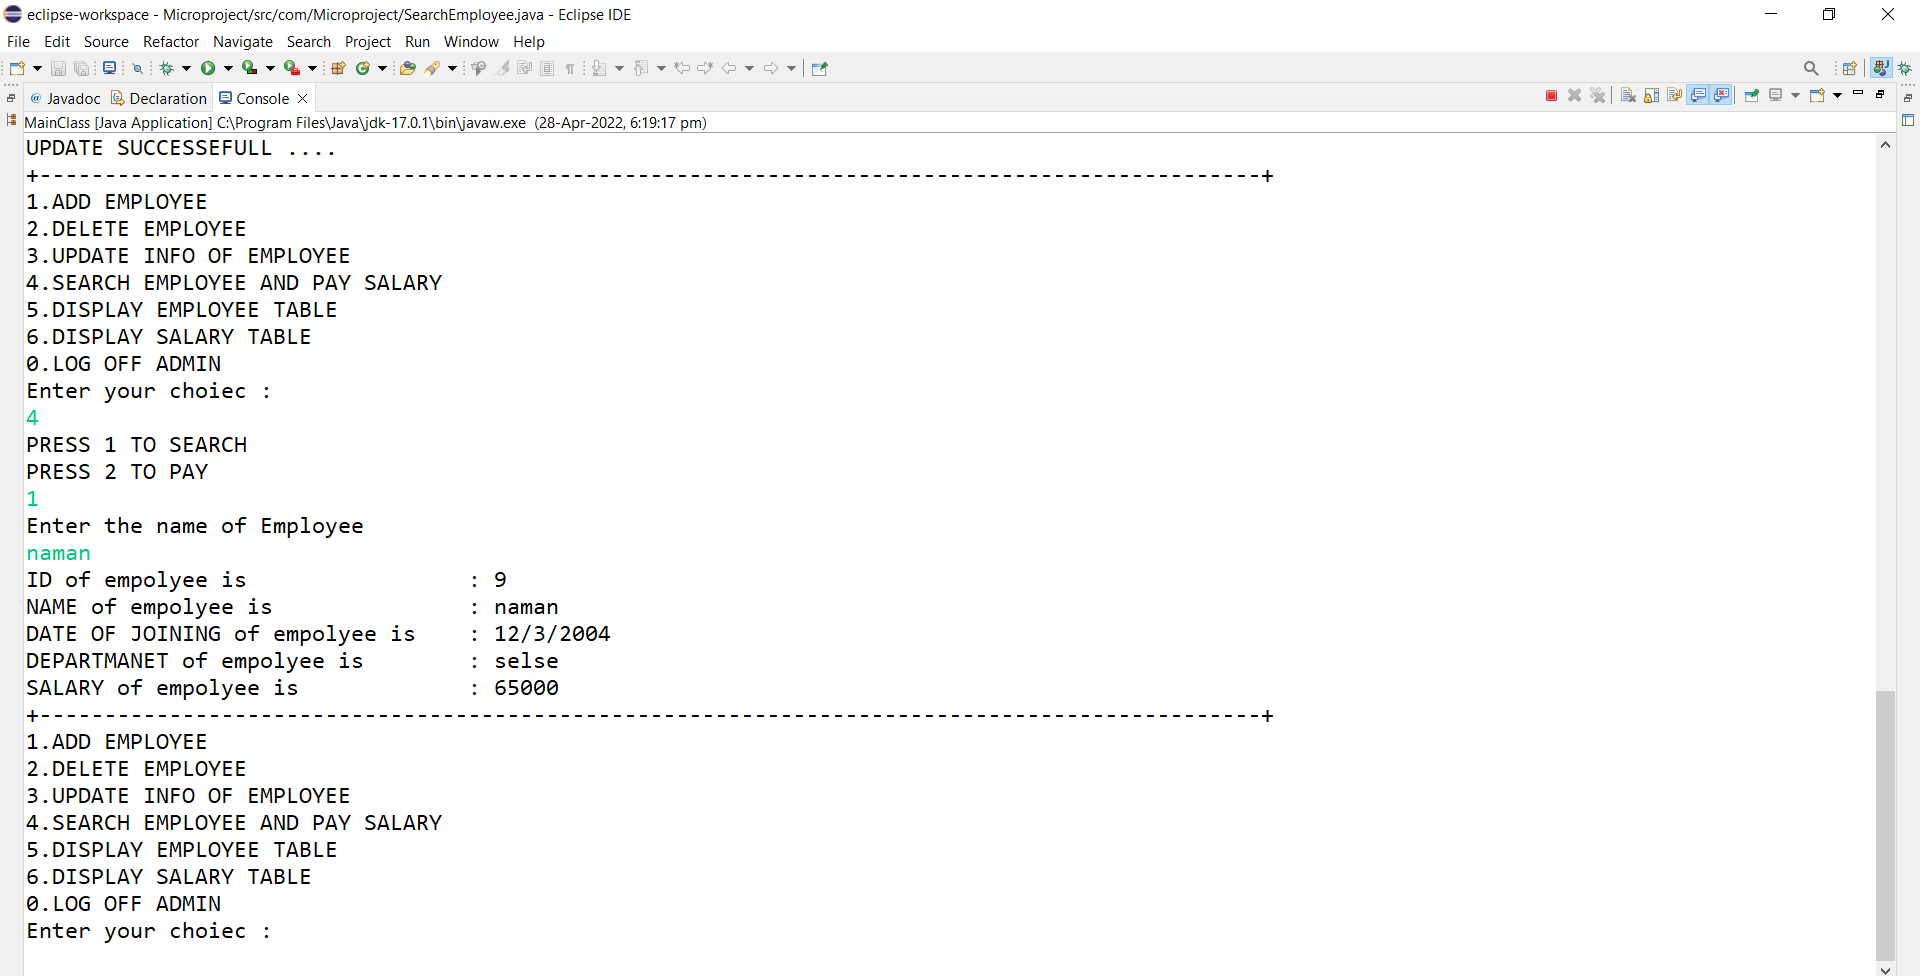 eclipse-workspace - Microproject/src/com/Microproject/SearchEmployee.java - Eclipse IDE
File Edit Source Refactor Navigate Search Project Run Window Help
@ Javadoc Declaration Console
MainClass [Java Application] C:\Program Files\Java\jdk-17.0.1\bin\javaw.exe (28-Apr-2022, 6:19:17 pm)
UPDATE SUCCESSEFULL ....
+----------------------------------------------------------------------------------------------+
1.ADD EMPLOYEE
2.DELETE EMPLOYEE
3.UPDATE INFO OF EMPLOYEE
4.SEARCH EMPLOYEE AND PAY SALARY
5.DISPLAY EMPLOYEE TABLE
6.DISPLAY SALARY TABLE
0.LOG OFF ADMIN
Enter your choiec :
4
PRESS 1 TO SEARCH
PRESS 2 TO PAY
1
Enter the name of Employee
naman
ID of empolyee is : 9
NAME of empolyee is : naman
DATE OF JOINING of empolyee is : 12/3/2004
DEPARTMANET of empolyee is : selse
SALARY of empolyee is : 65000
+----------------------------------------------------------------------------------------------+
1.ADD EMPLOYEE
2.DELETE EMPLOYEE
3.UPDATE INFO OF EMPLOYEE
4.SEARCH EMPLOYEE AND PAY SALARY
5.DISPLAY EMPLOYEE TABLE
6.DISPLAY SALARY TABLE
0.LOG OFF ADMIN
Enter your choiec :